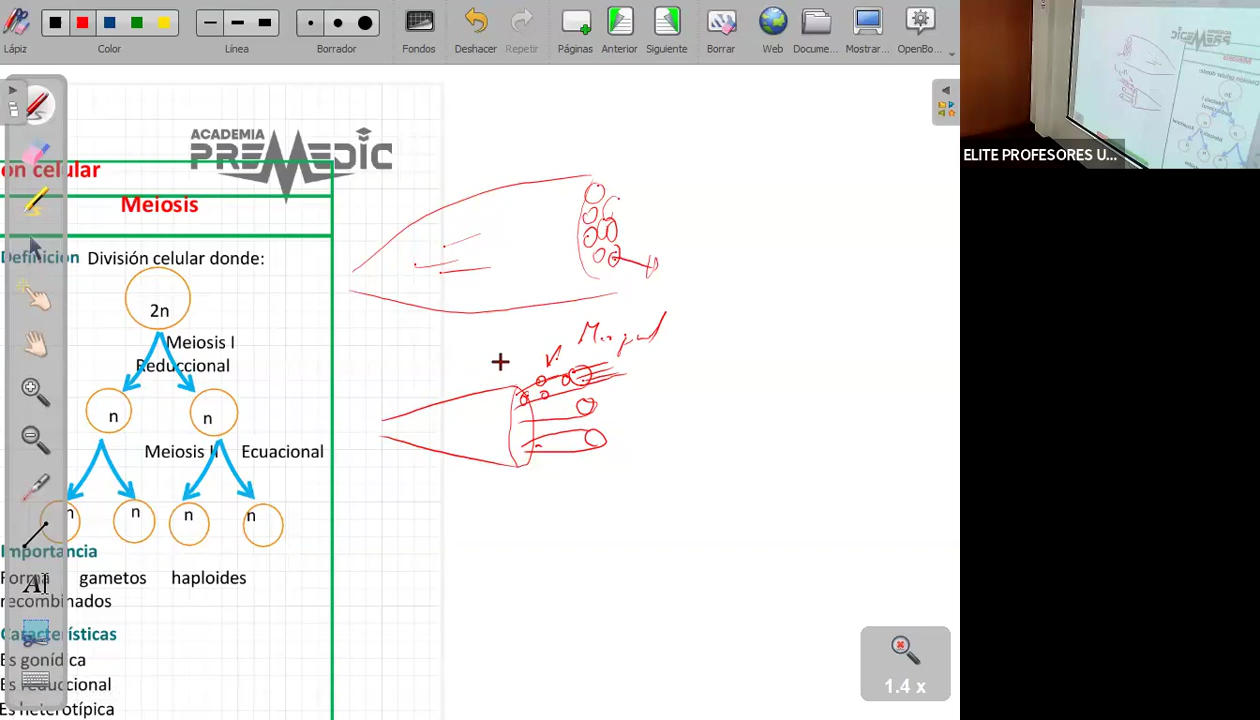 Lápiz Color Línea Borrador Fondos Deshacer Repetir Páginas Anterior Siguiente Borrar Web Docume... Mostrar... OpenBo...
ACADEMIA
PREMEDIC
ELITE PROFESORES U...
ón celular
Meiosis
Definición División celular donde:
2n
Meiosis I
Reduccional
n n
Meiosis II Ecuacional
n n n n
Importancia
Forma gametos haploides
recombinados
Características
Es gonídica
Es reduccional
Es heterotípica
1.4 x